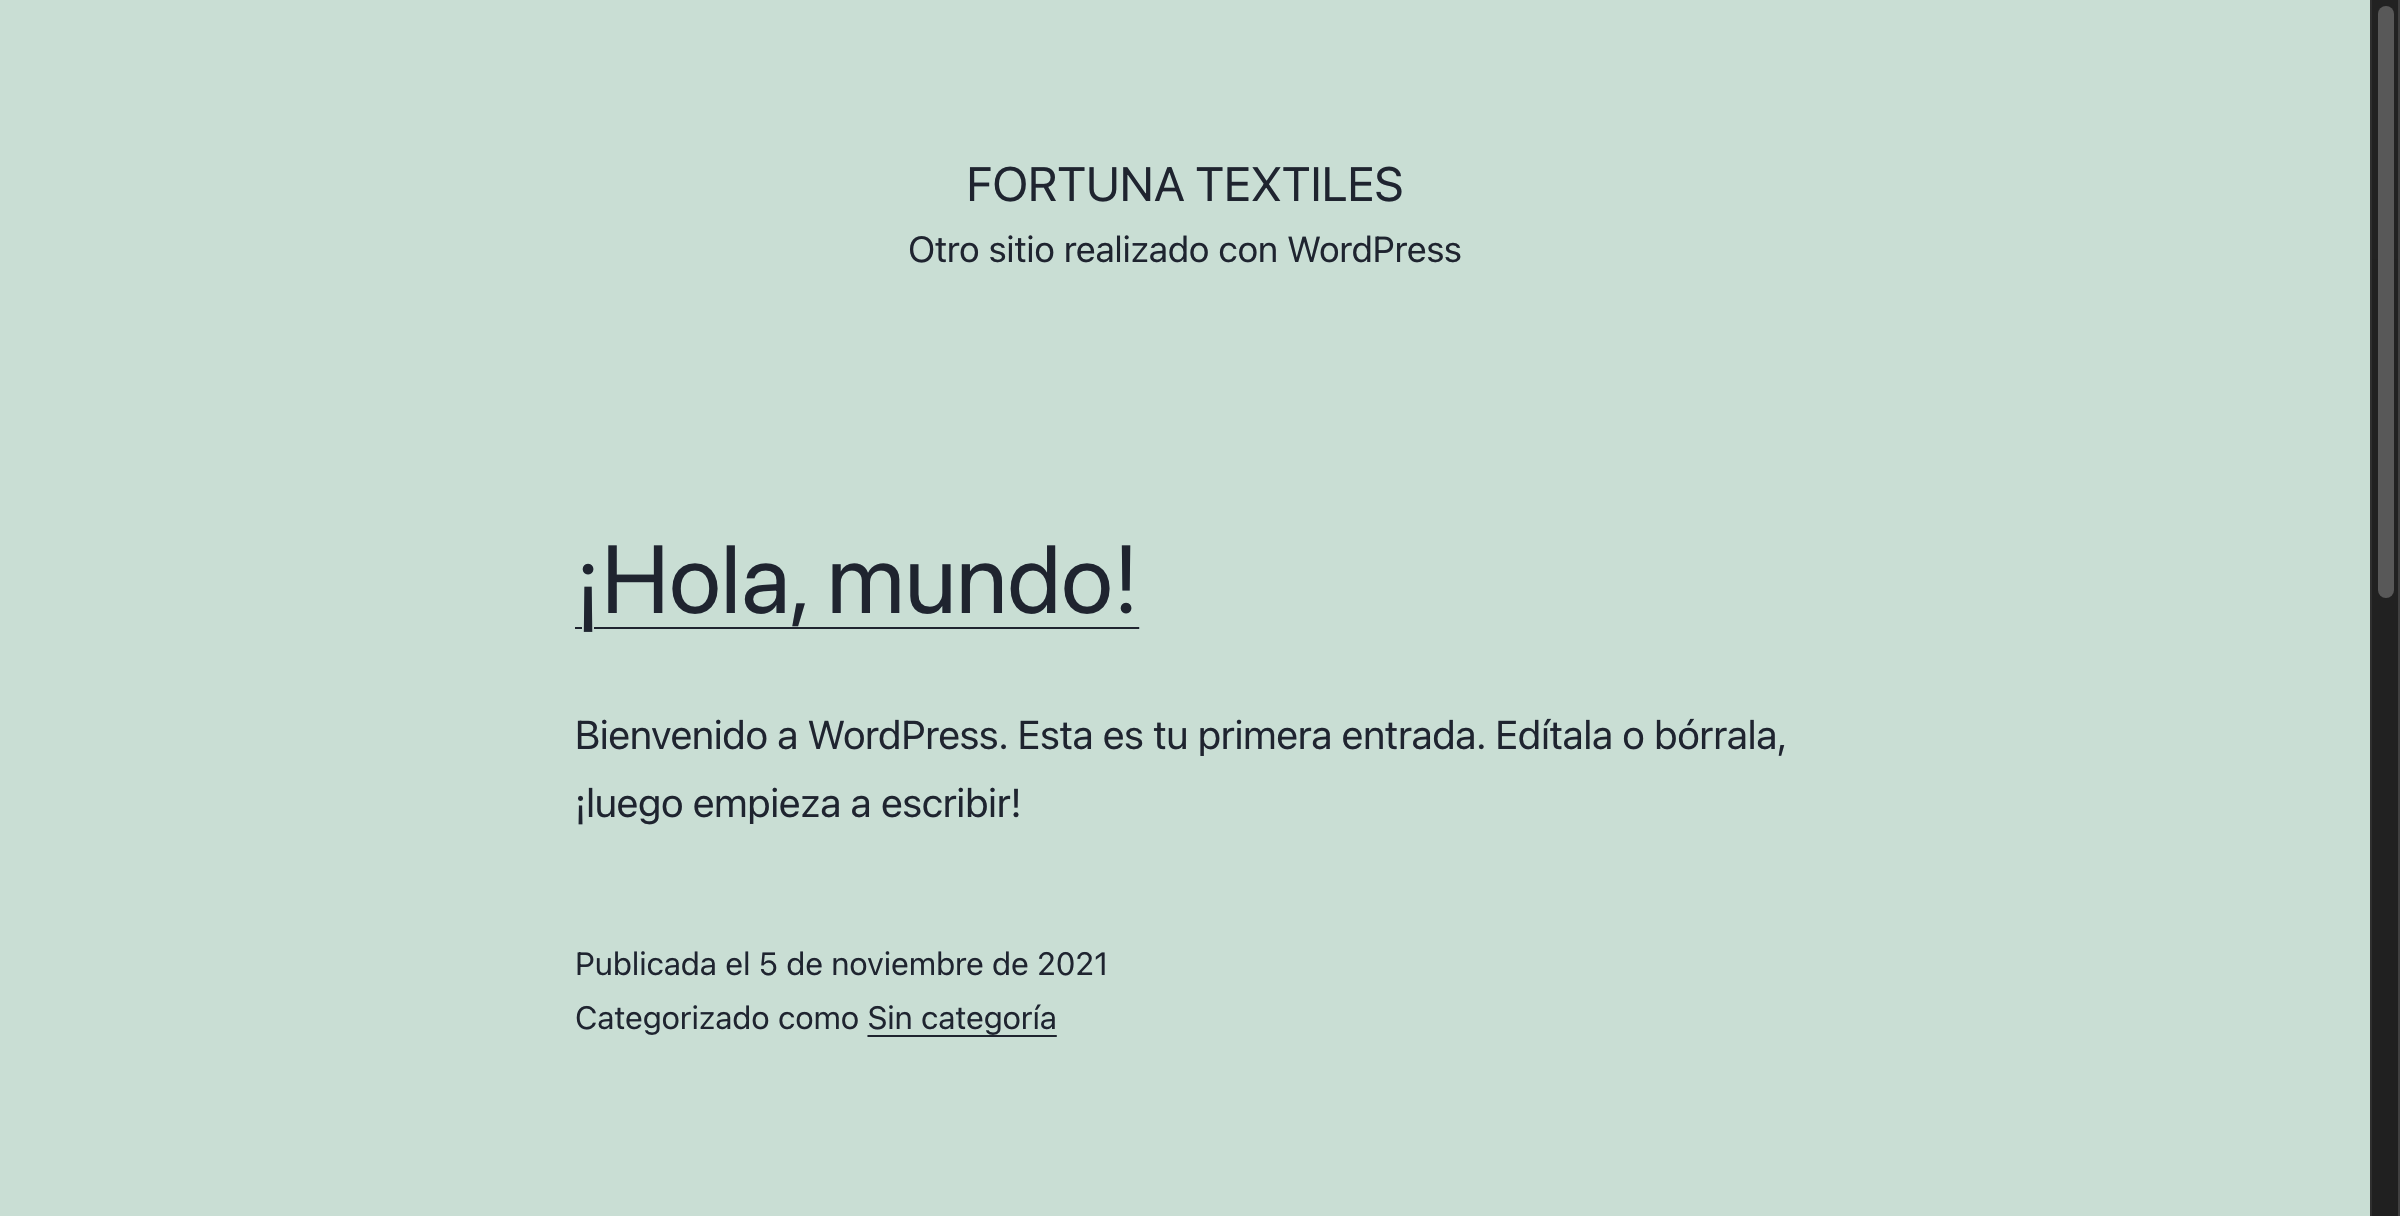 FORTUNA TEXTILES
Otro sitio realizado con WordPress
¡Hola, mundo!
Bienvenido a WordPress. Esta es tu primera entrada. Edítala o bórrala,
¡luego empieza a escribir!
Publicada el 5 de noviembre de 2021
Categorizado como Sin categoría